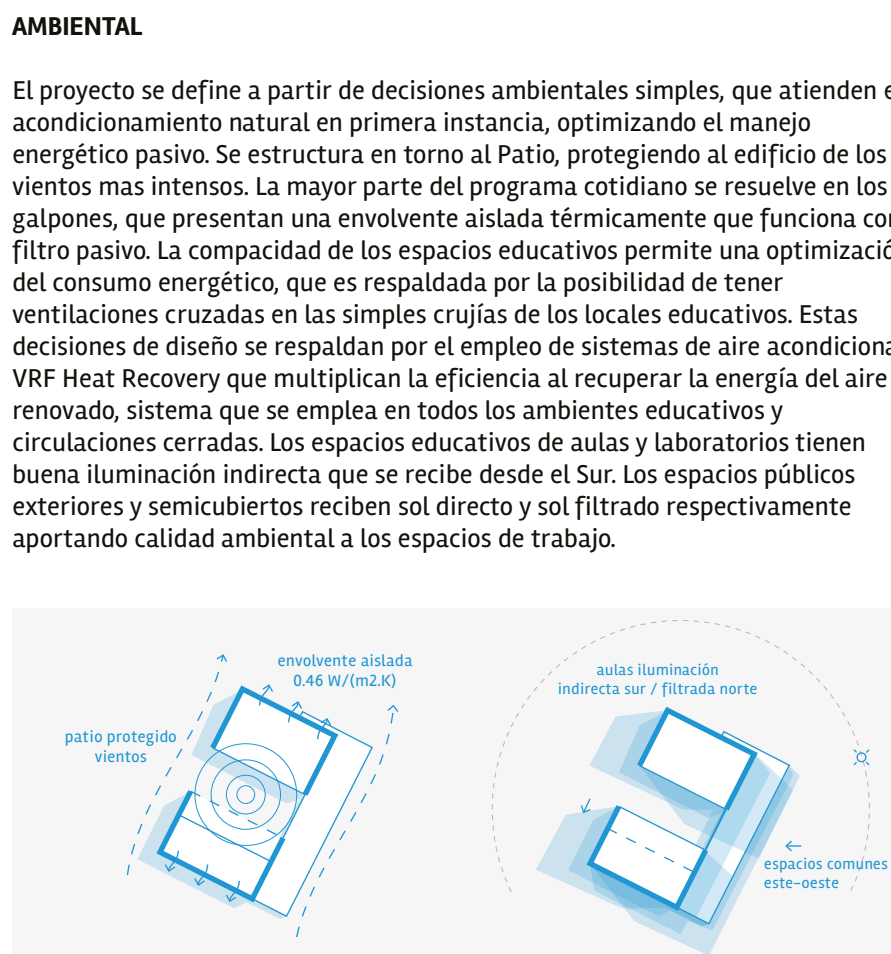 AMBIENTAL
El proyecto se define a partir de decisiones ambientales simples, que atienden e
acondicionamiento natural en primera instancia, optimizando el manejo
energético pasivo. Se estructura en torno al Patio, protegiendo al edificio de los
vientos mas intensos. La mayor parte del programa cotidiano se resuelve en los
galpones, que presentan una envolvente aislada térmicamente que funciona co
filtro pasivo. La compacidad de los espacios educativos permite una optimizació
del consumo energético, que es respaldada por la posibilidad de tener
ventilaciones cruzadas en las simples crujías de los locales educativos. Estas
decisiones de diseño se respaldan por el empleo de sistemas de aire acondiciona
VRF Heat Recovery que multiplican la eficiencia al recuperar la energía del aire
renovado, sistema que se emplea en todos los ambientes educativos y
circulaciones cerradas. Los espacios educativos de aulas y laboratorios tienen
buena iluminación indirecta que se recibe desde el Sur. Los espacios públicos
exteriores y semicubiertos reciben sol directo y sol filtrado respectivamente
aportando calidad ambiental a los espacios de trabajo.
envolvente aislada
0.46 W/(m2.K)
patio protegido
vientos
aulas iluminación
indirecta sur / filtrada norte
espacios comunes
este-oeste